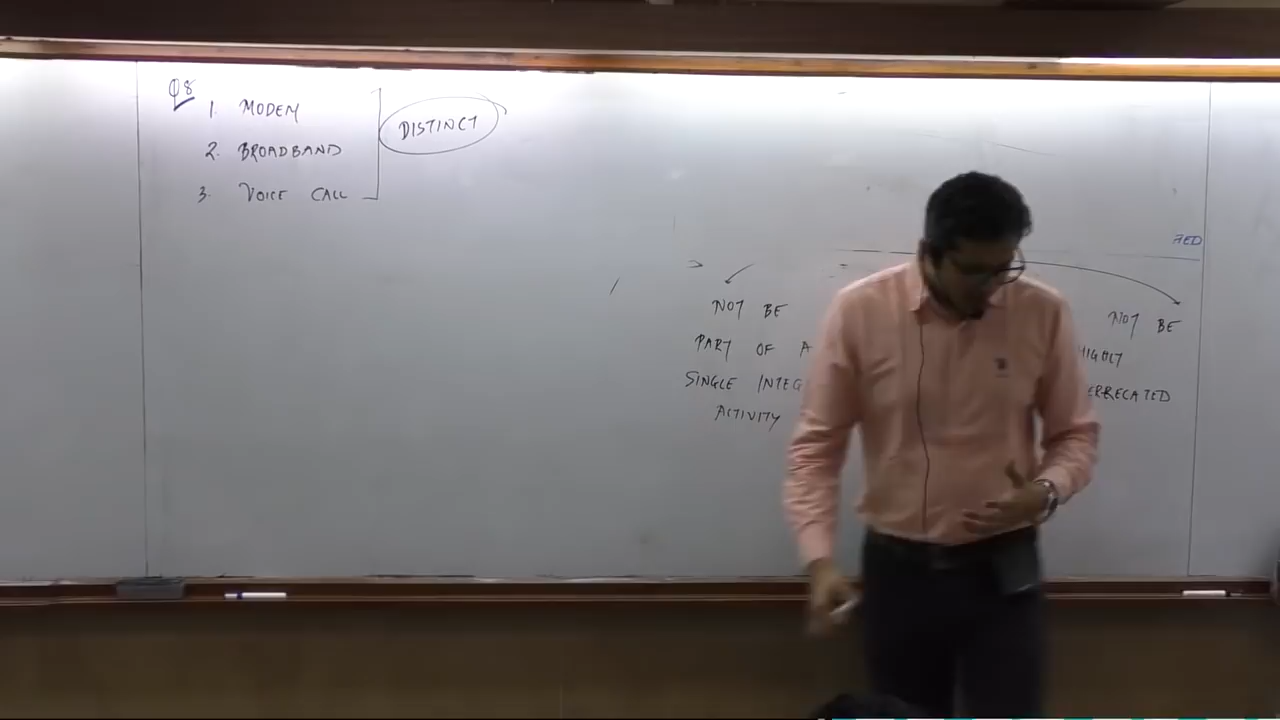 Q8
1. MODEM
2. BROADBAND
3. VOICE CALL
DISTINCT
NOT BE
PART OF A
SINGLE INTEG
ACTIVITY
NOT BE
HIGHLY
ERRECATED